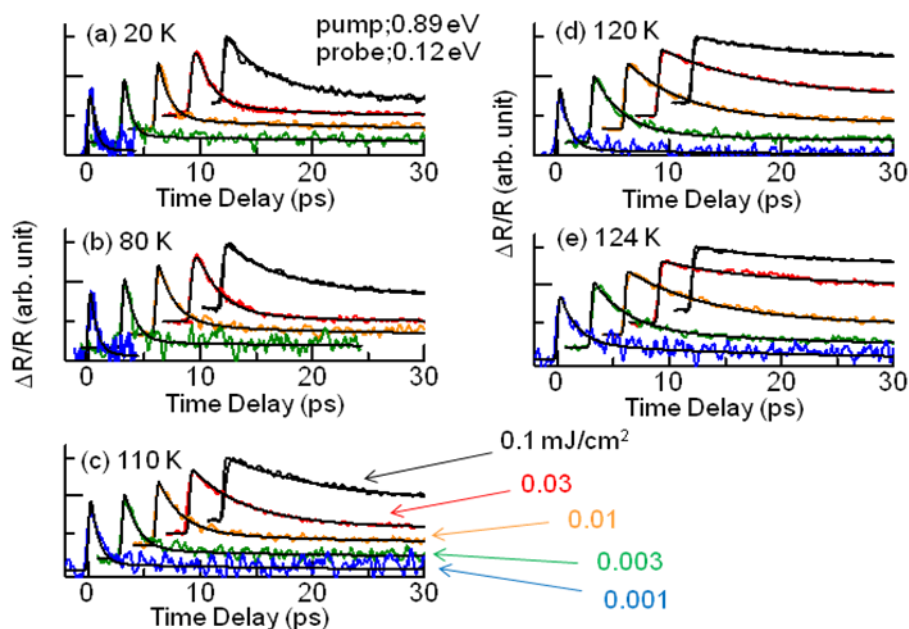 (a) 20 K
pump;0.89 eV
probe;0.12 eV
0 10 20 30
Time Delay (ps)
(b) 80 K
0 10 20 30
Time Delay (ps)
(c) 110 K
0 10 20 30
Time Delay (ps)
ΔR/R (arb. unit)
(d) 120 K
0 10 20 30
Time Delay (ps)
(e) 124 K
0 10 20 30
Time Delay (ps)
ΔR/R (arb. unit)
0.1 mJ/cm²
0.03
0.01
0.003
0.001